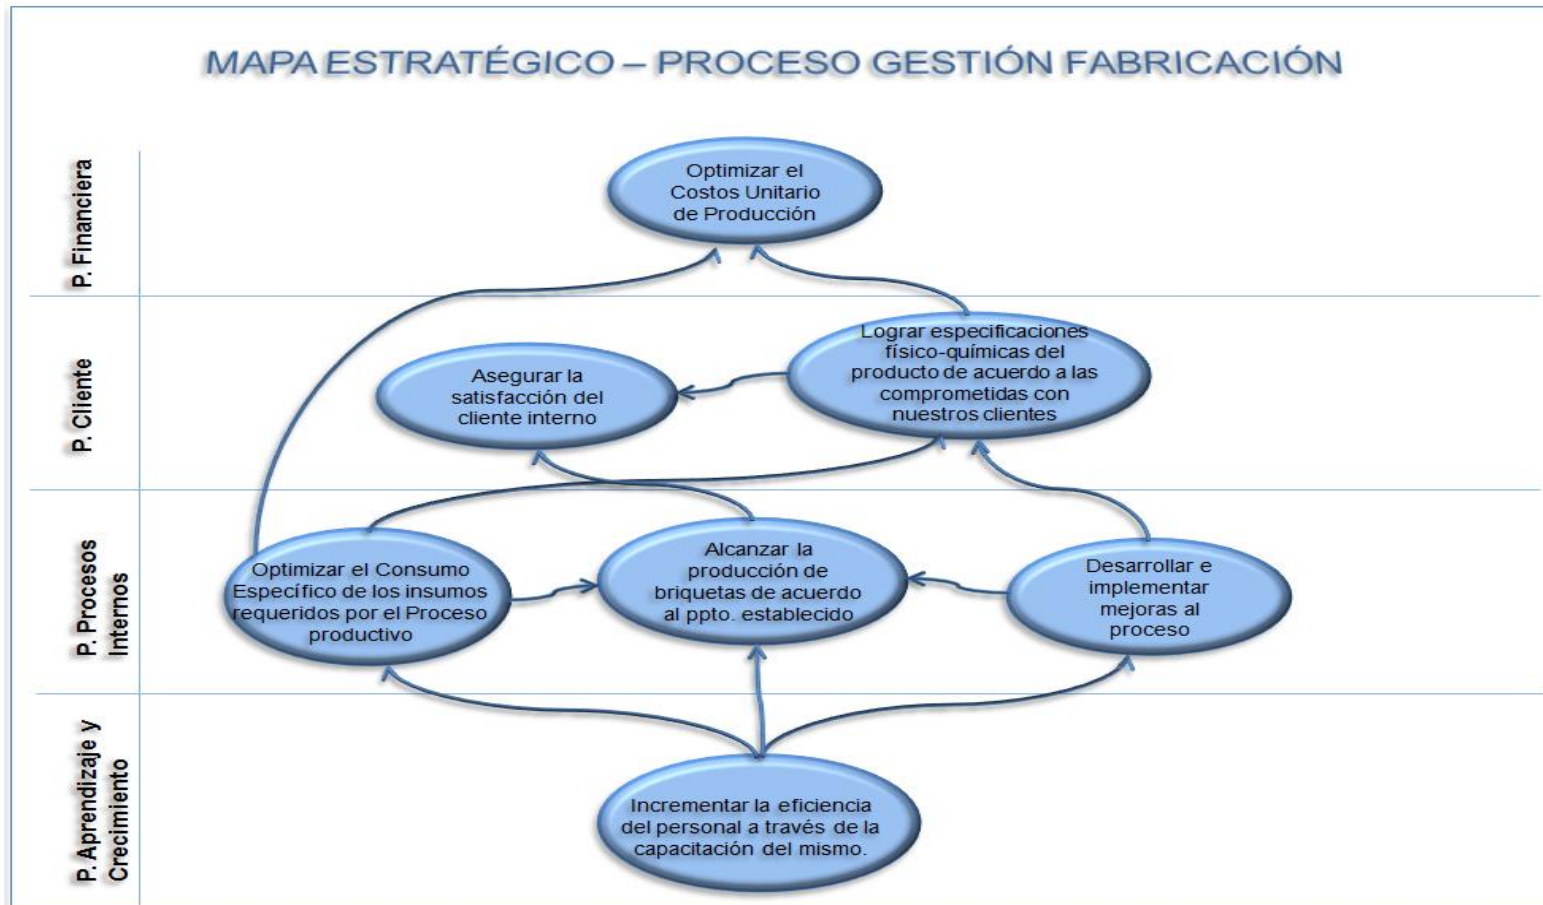 MAPA ESTRATÉGICO – PROCESO GESTIÓN FABRICACIÓN
P. Financiera
Optimizar el
Costos Unitario
de Producción
P. Cliente
Asegurar la
satisfacción del
cliente interno
Lograr especificaciones
físico-químicas del
producto de acuerdo a las
comprometidas con
nuestros clientes
P. Procesos
Internos
Optimizar el Consumo
Específico de los insumos
requeridos por el Proceso
productivo
Alcanzar la
producción de
briquetas de acuerdo
al ppto. establecido
Desarrollar e
implementar
mejoras al
proceso
P. Aprendizaje y
Crecimiento
Incrementar la eficiencia
del personal a través de la
capacitación del mismo.